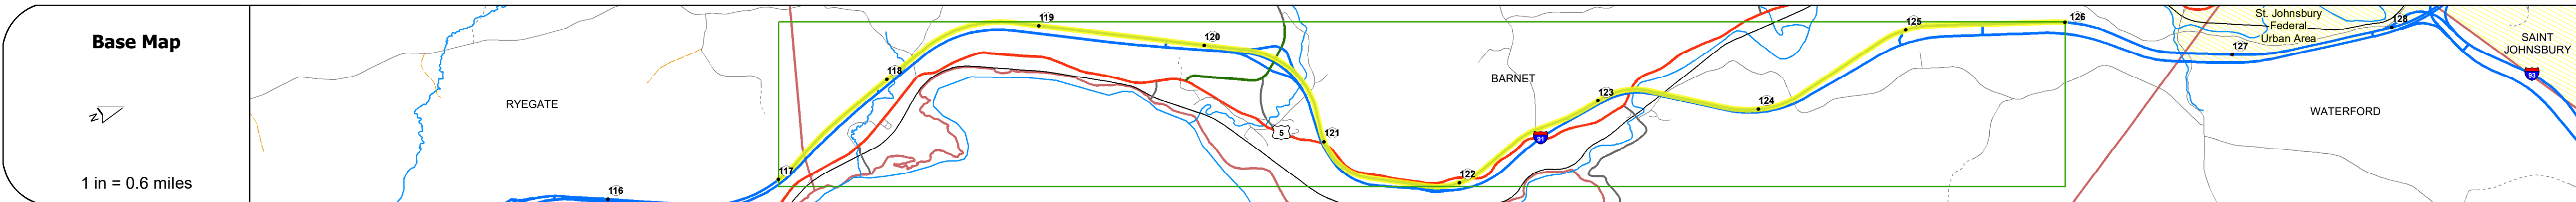 Base Map
N
1 in = 0.6 miles
RYEGATE
116
117
118
119
120
5
121
122
BARNET
91
123
124
125
126
127
St. Johnsbury
Federal
Urban Area
128
SAINT
JOHNSBURY
93
WATERFORD